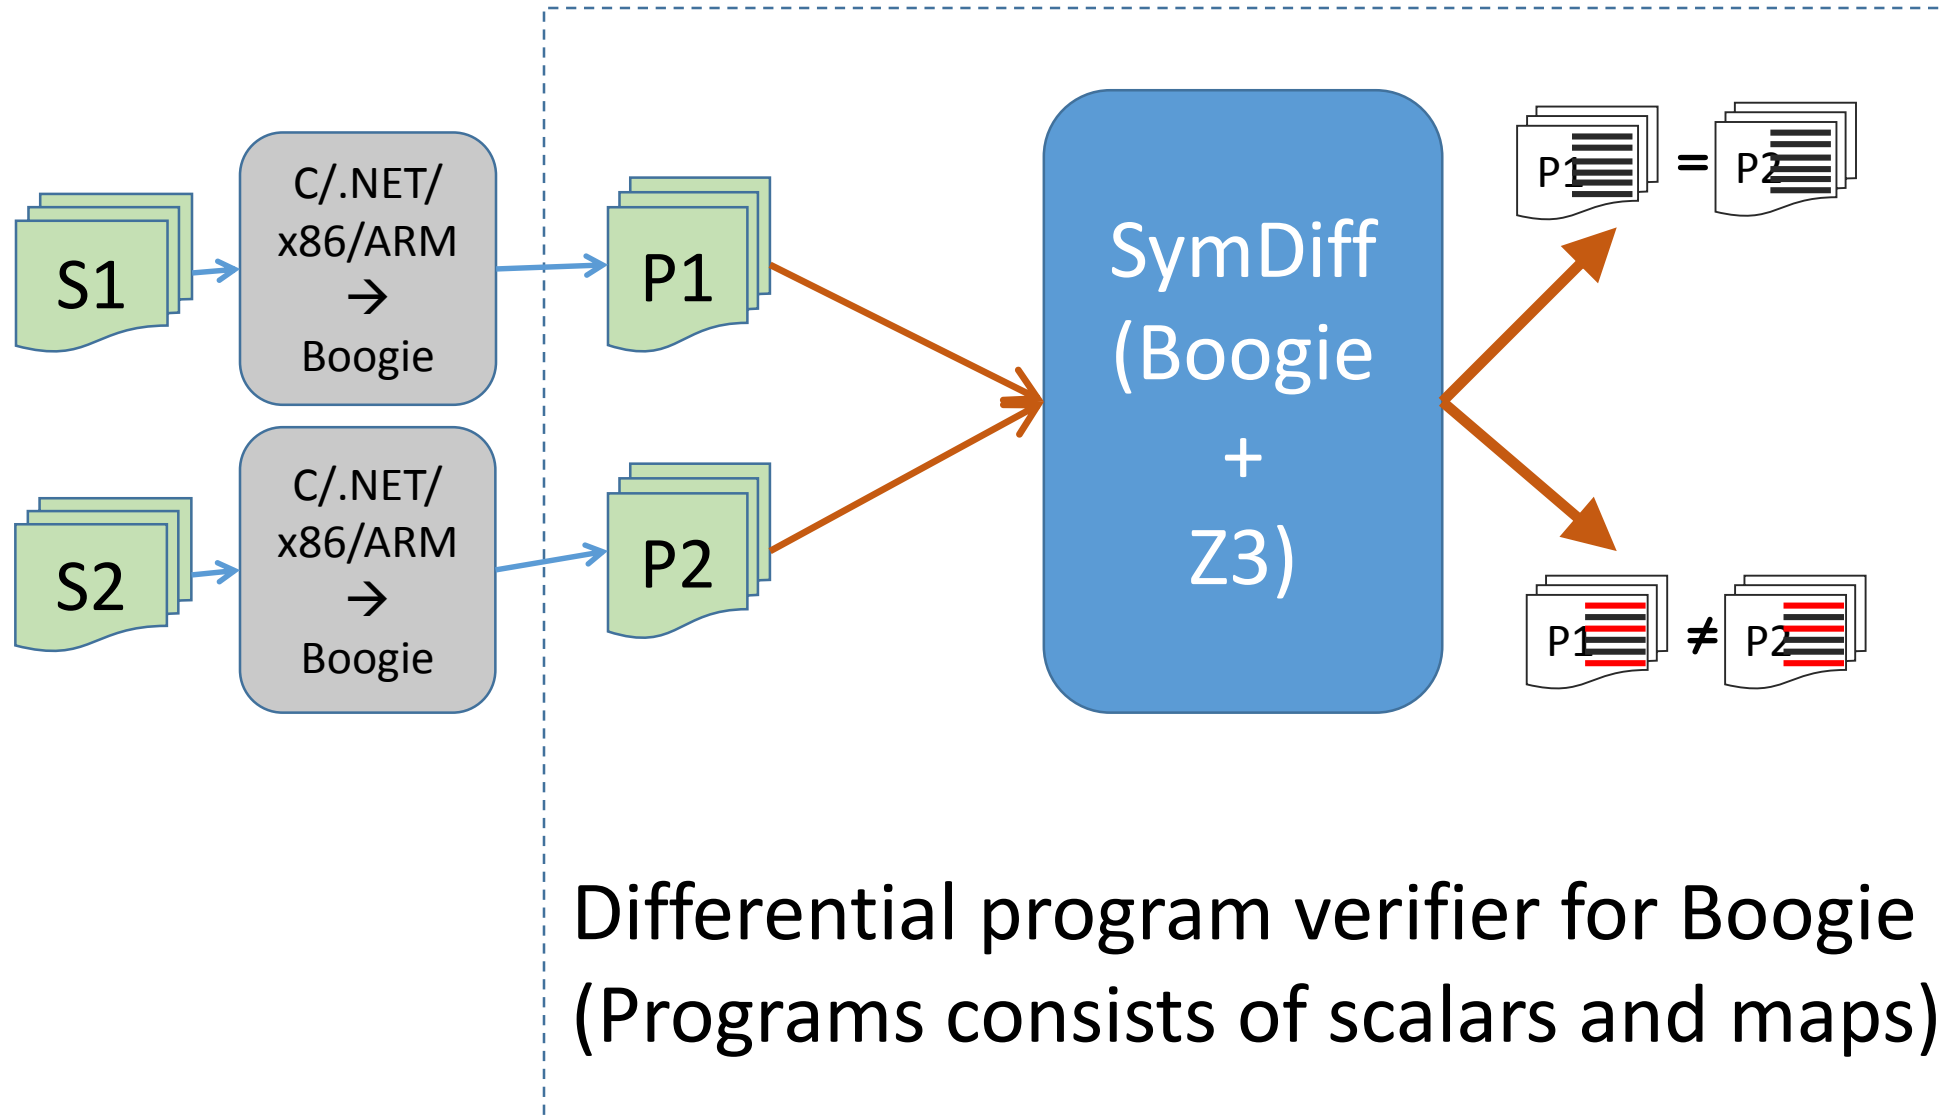 S1
C/.NET/
x86/ARM
→
Boogie
P1
S2
C/.NET/
x86/ARM
→
Boogie
P2
SymDiff
(Boogie
+
Z3)
P1 = P2
P1 ≠ P2
Differential program verifier for Boogie
(Programs consists of scalars and maps)